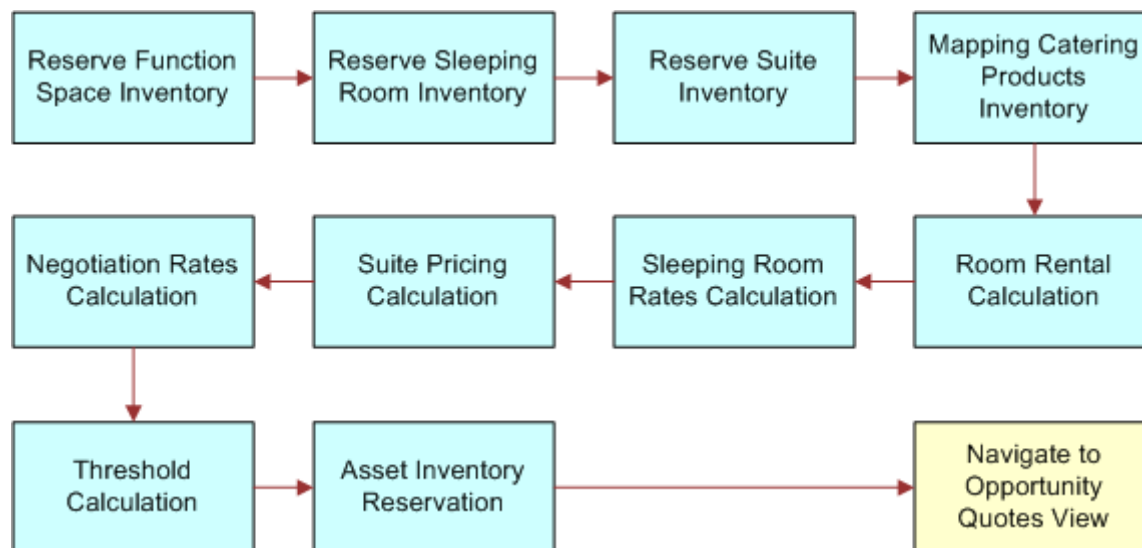 Reserve Function
Space Inventory
Reserve Sleeping
Room Inventory
Reserve Suite
Inventory
Mapping Catering
Products
Inventory
Room Rental
Calculation
Sleeping Room
Rates Calculation
Suite Pricing
Calculation
Negotiation Rates
Calculation
Threshold
Calculation
Asset Inventory
Reservation
Navigate to
Opportunity
Quotes View